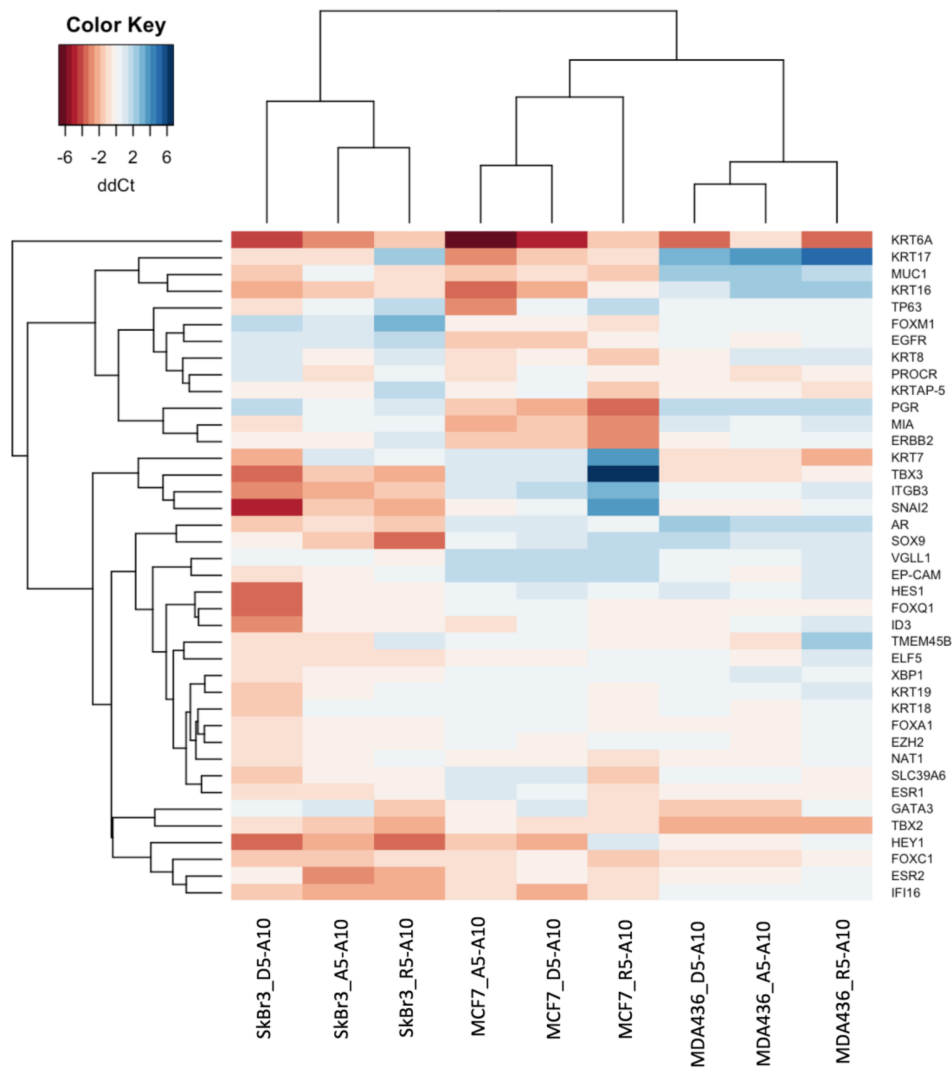 Color Key
-6 -2 2 6
ddCt
KRT6A
KRT17
MUC1
KRT16
TP63
FOXM1
EGFR
KRT8
PROCR
KRTAP-5
PGR
MIA
ERBB2
KRT7
TBX3
ITGB3
SNAI2
AR
SOX9
VGLL1
EP-CAM
HES1
FOXQ1
ID3
TMEM45B
ELF5
XBP1
KRT19
KRT18
FOXA1
EZH2
NAT1
SLC39A6
ESR1
GATA3
TBX2
HEY1
FOXC1
ESR2
IFI16
SkBr3_D5-A10
SkBr3_A5-A10
SkBr3_R5-A10
MCF7_A5-A10
MCF7_D5-A10
MCF7_R5-A10
MDA436_D5-A10
MDA436_A5-A10
MDA436_R5-A10